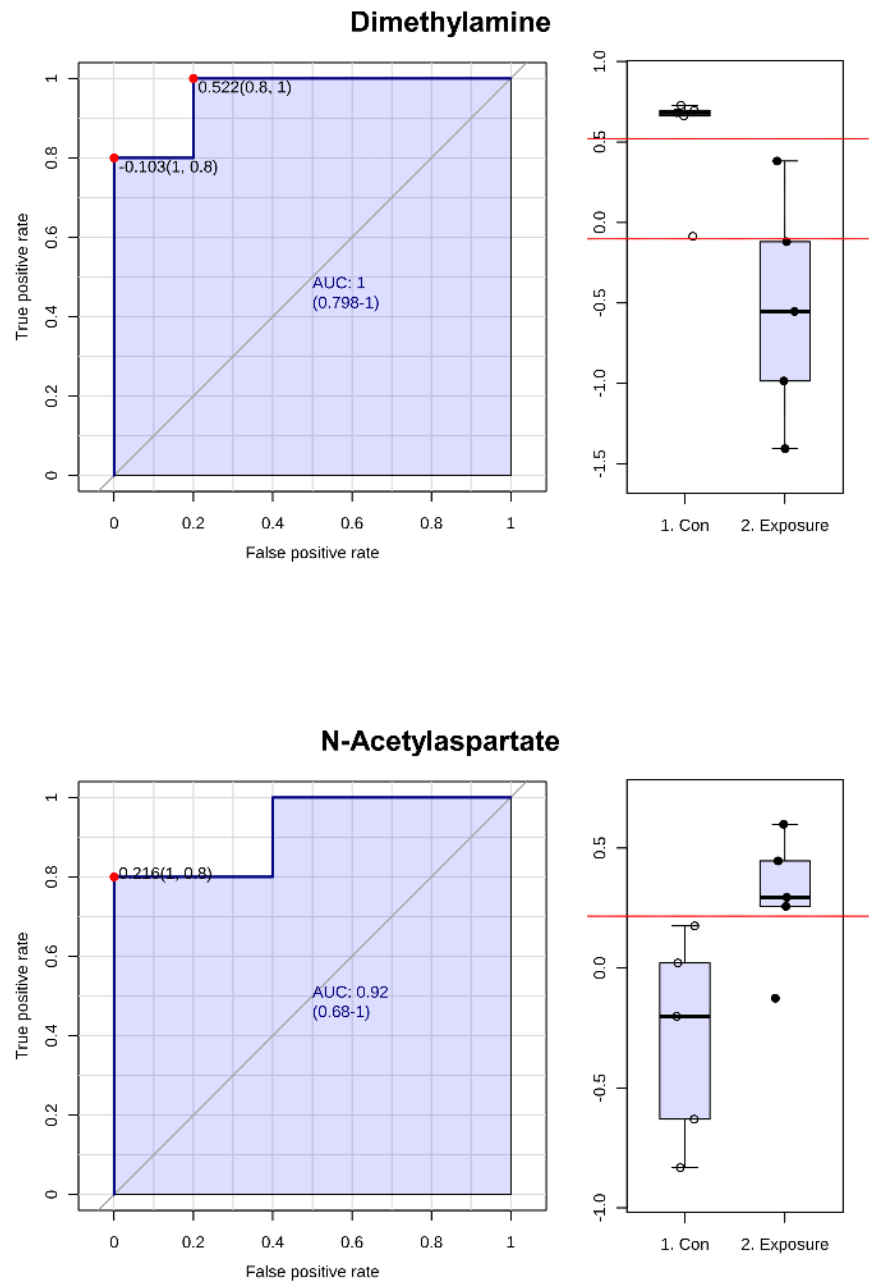 Dimethylamine
1
0.8
0.6
0.4
0.2
0
True positive rate
0.522(0.8, 1)
-0.103(1, 0.8)
AUC: 1
(0.798-1)
0 0.2 0.4 0.6 0.8 1
False positive rate
1.0
0.5
0.0
-0.5
-1.0
-1.5
1. Con 2. Exposure
N-Acetylaspartate
1
0.8
0.6
0.4
0.2
0
True positive rate
0.216(1, 0.8)
AUC: 0.92
(0.68-1)
0 0.2 0.4 0.6 0.8 1
False positive rate
0.5
0.0
-0.5
-1.0
1. Con 2. Exposure